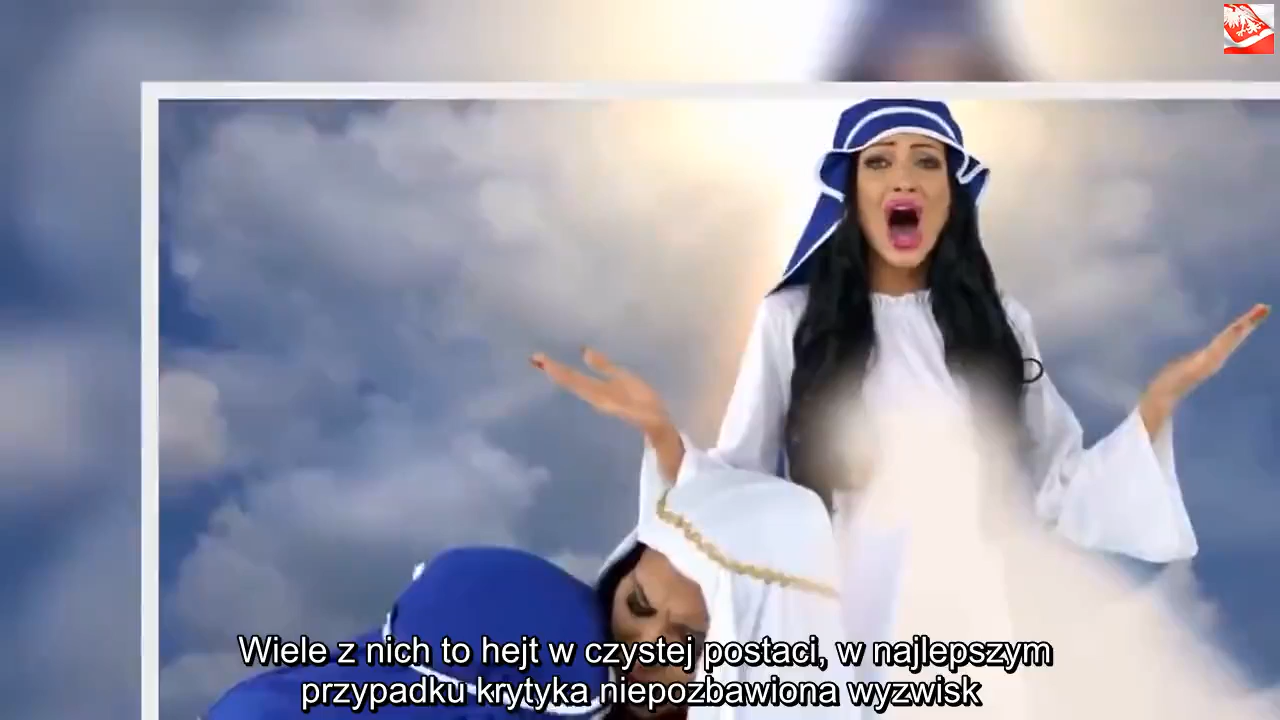 Wiele z nich to hejt w czystej postaci, w najlepszym
przypadku krytyka niepozbawiona wyzwisk